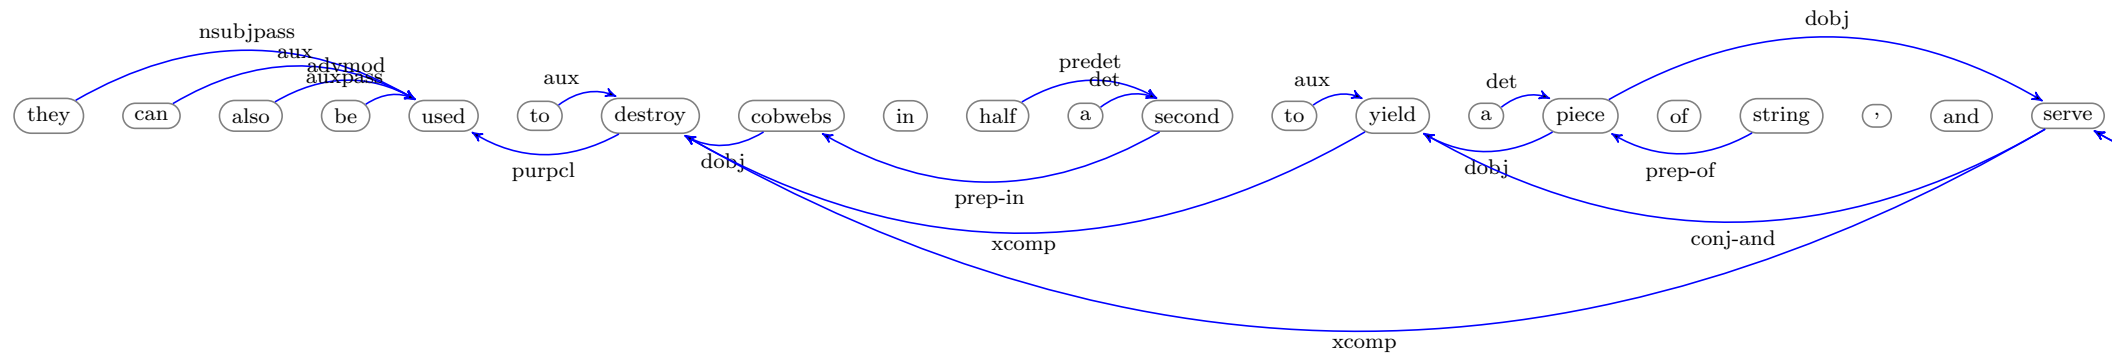 dobj
nsubjpass
aux
advmod
auxpass
aux
predet
det
aux
det
they can also be used to destroy cobwebs in half a second to yield a piece of string , and serve
purpcl
dobj
prep-in
dobj
prep-of
xcomp
conj-and
xcomp